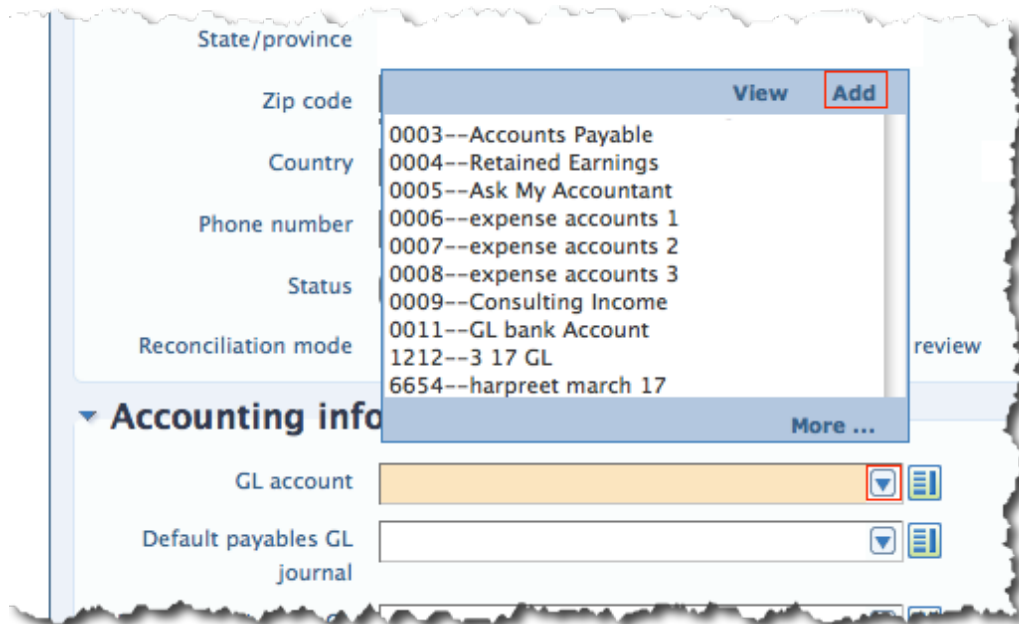 State/province
Zip code
View Add
0003--Accounts Payable
0004--Retained Earnings
Country
0005--Ask My Accountant
0006--expense accounts 1
Phone number
0007--expense accounts 2
0008--expense accounts 3
Status
0009--Consulting Income
0011--GL bank Account
Reconciliation mode
review
1212--3 17 GL
6654--harpreet march 17
Accounting info
More ...
GL account
Default payables GL
journal